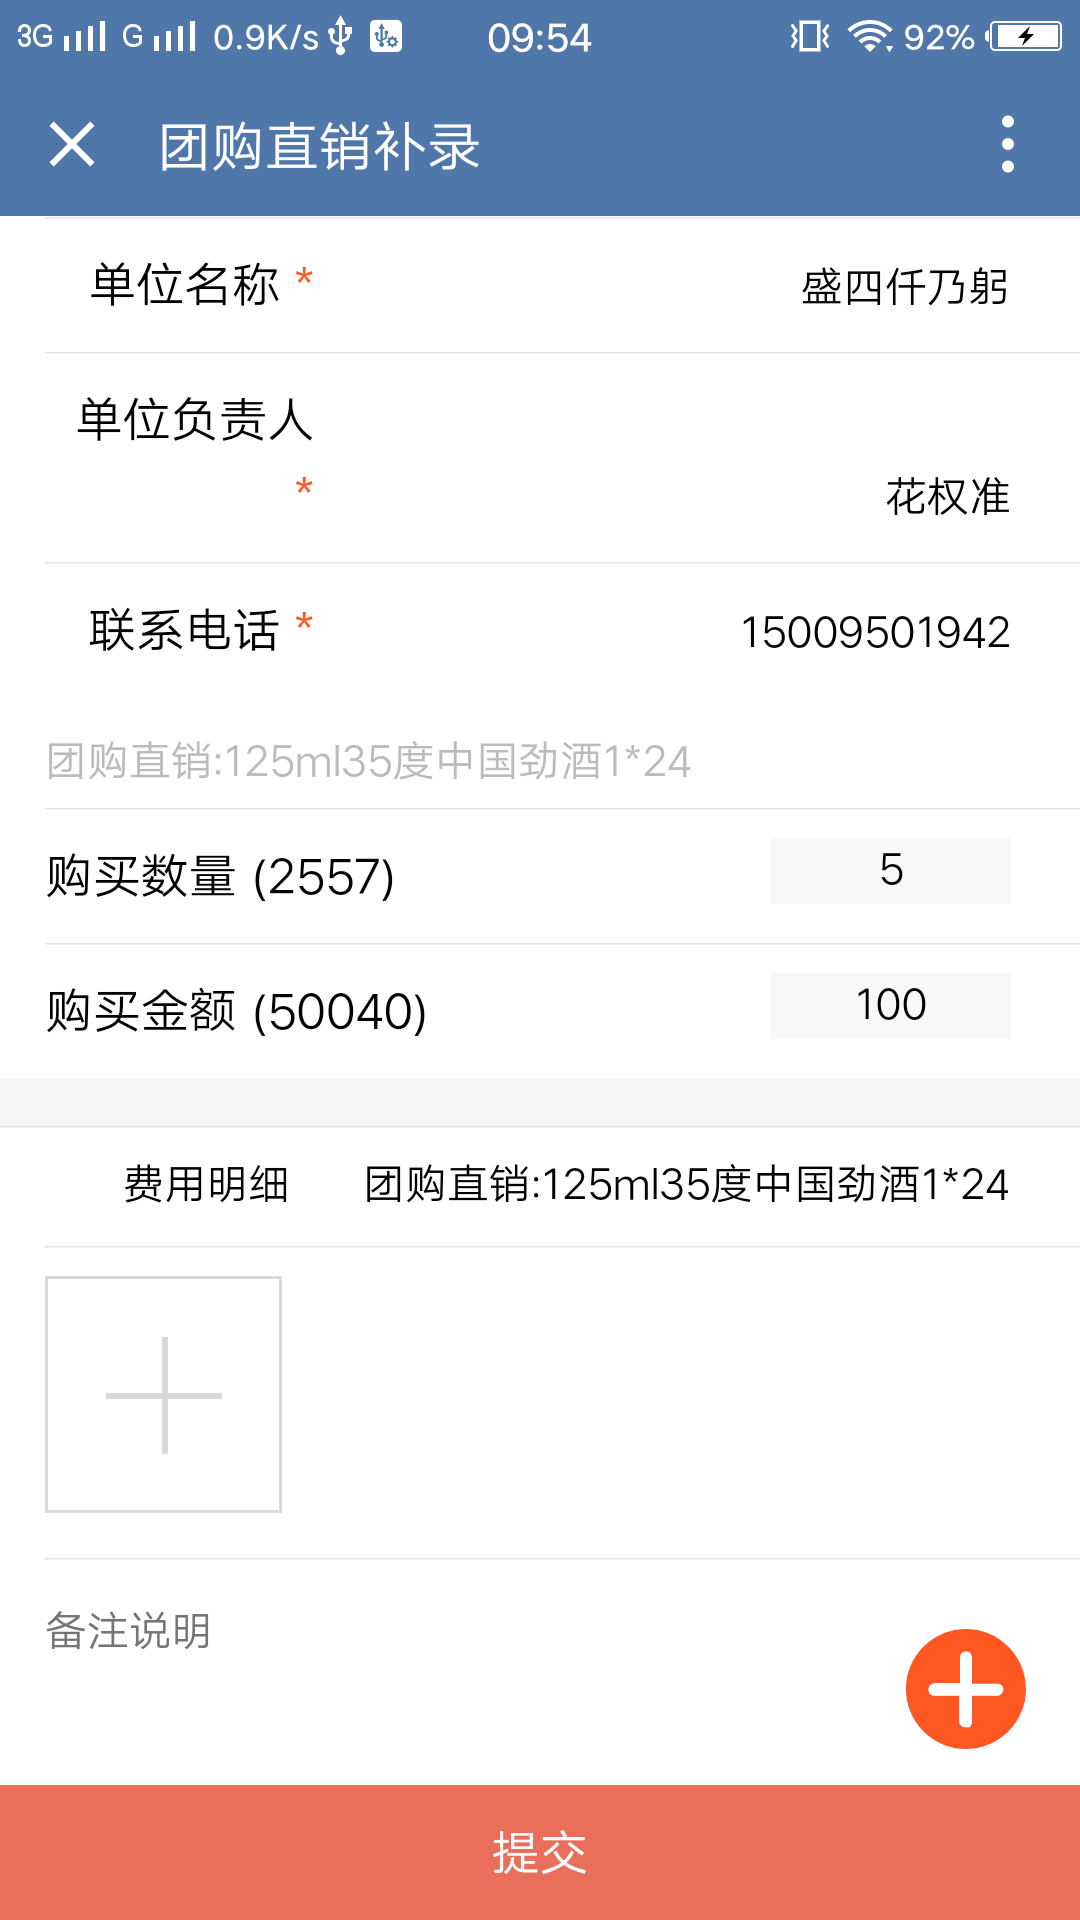 3G G 0.9K/s 09:54 92%
团购直销补录
单位名称 * 盛四仟乃躬
单位负责人
* 花权准
联系电话 * 15009501942
团购直销:125ml35度中国劲酒1*24
购买数量 (2557) 5
购买金额 (50040) 100
费用明细 团购直销:125ml35度中国劲酒1*24
备注说明
提交